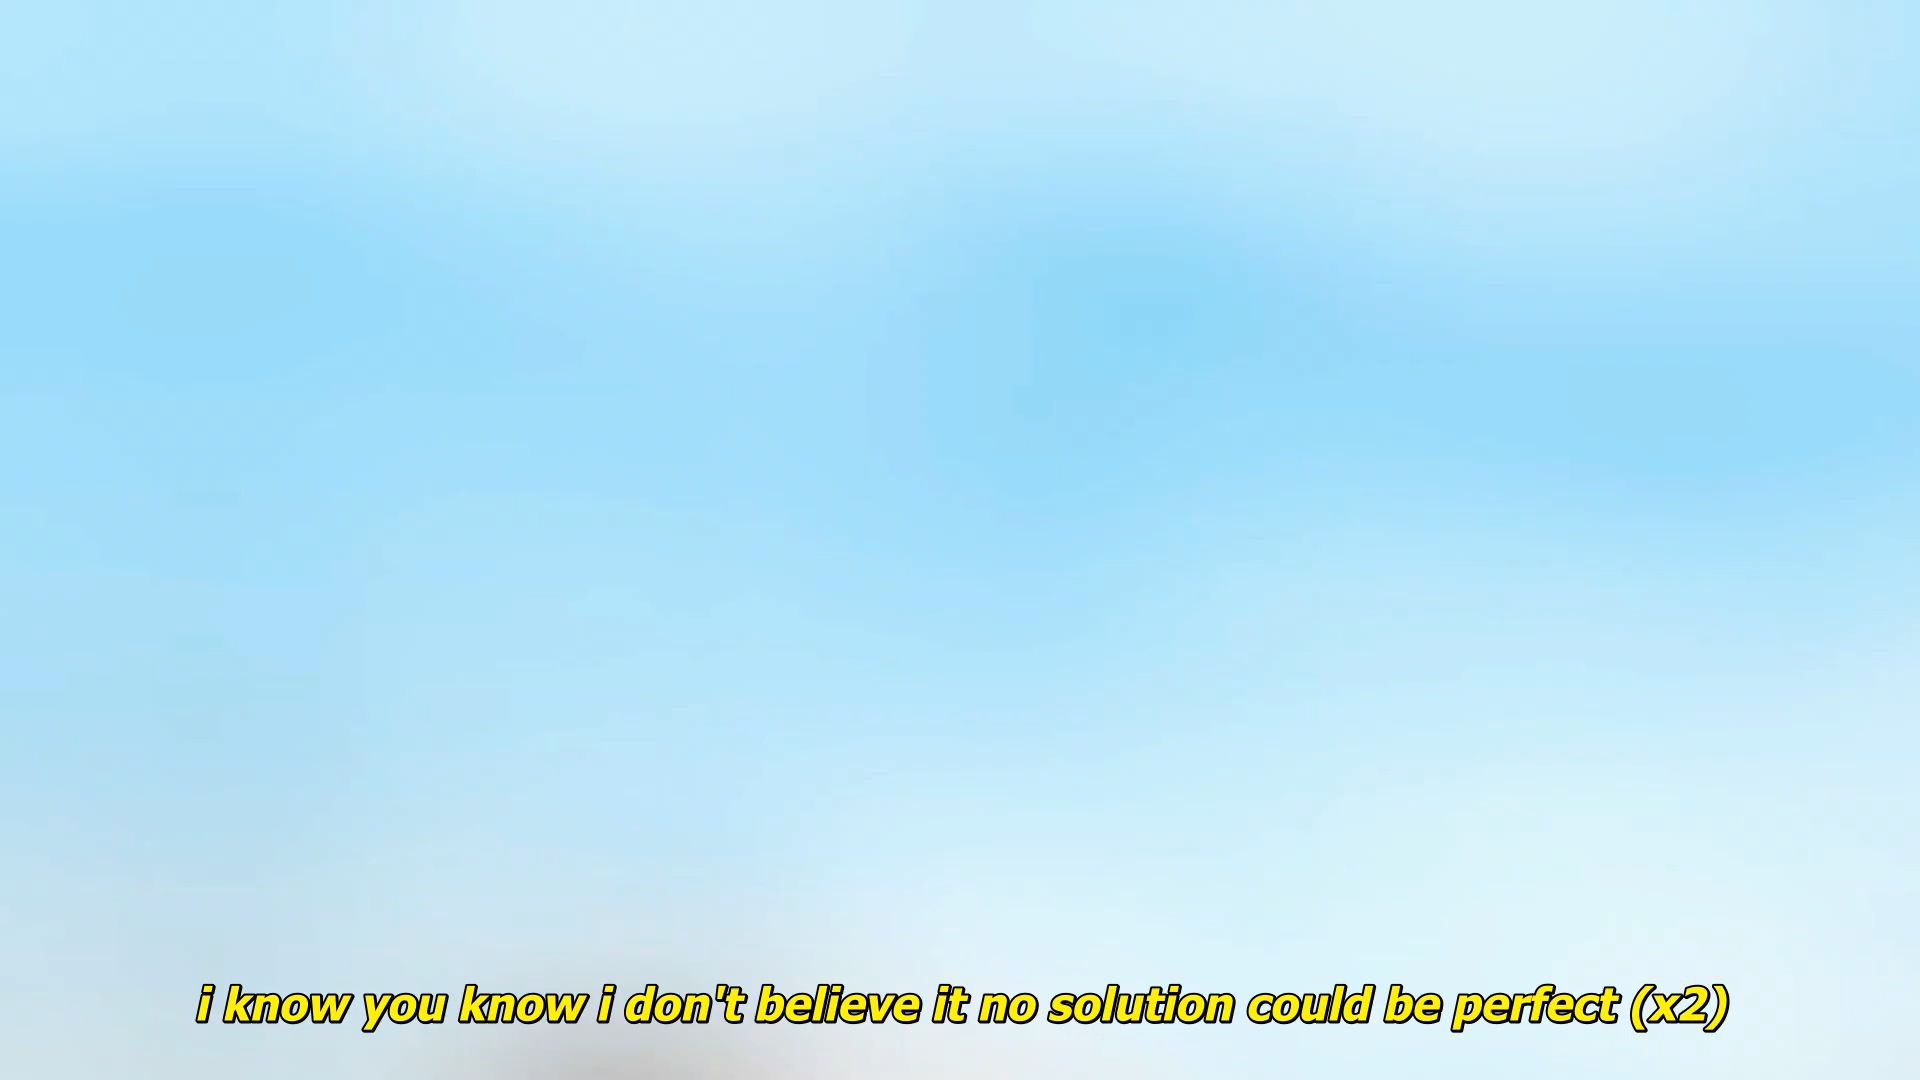 i know you know i don't believe it no solution could be perfect (x2)